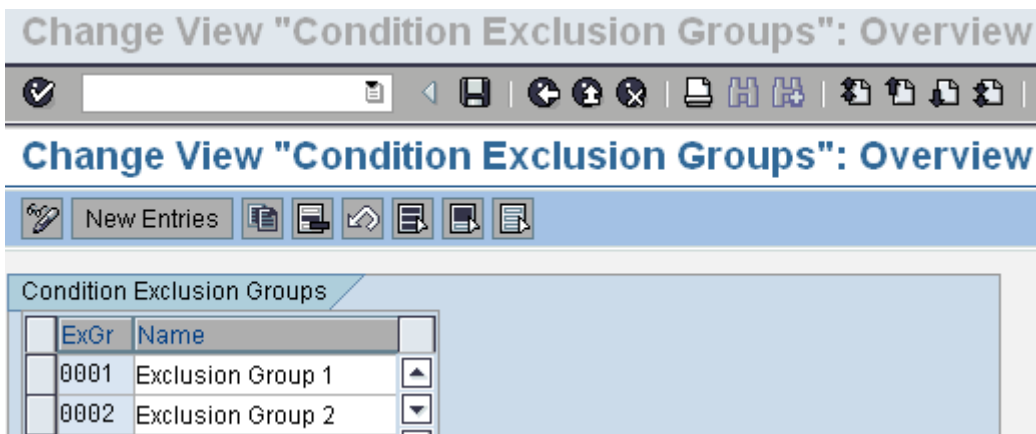 Change View "Condition Exclusion Groups": Overview
Change View "Condition Exclusion Groups": Overview
New Entries
Condition Exclusion Groups
ExGr Name
0001 Exclusion Group 1
0002 Exclusion Group 2